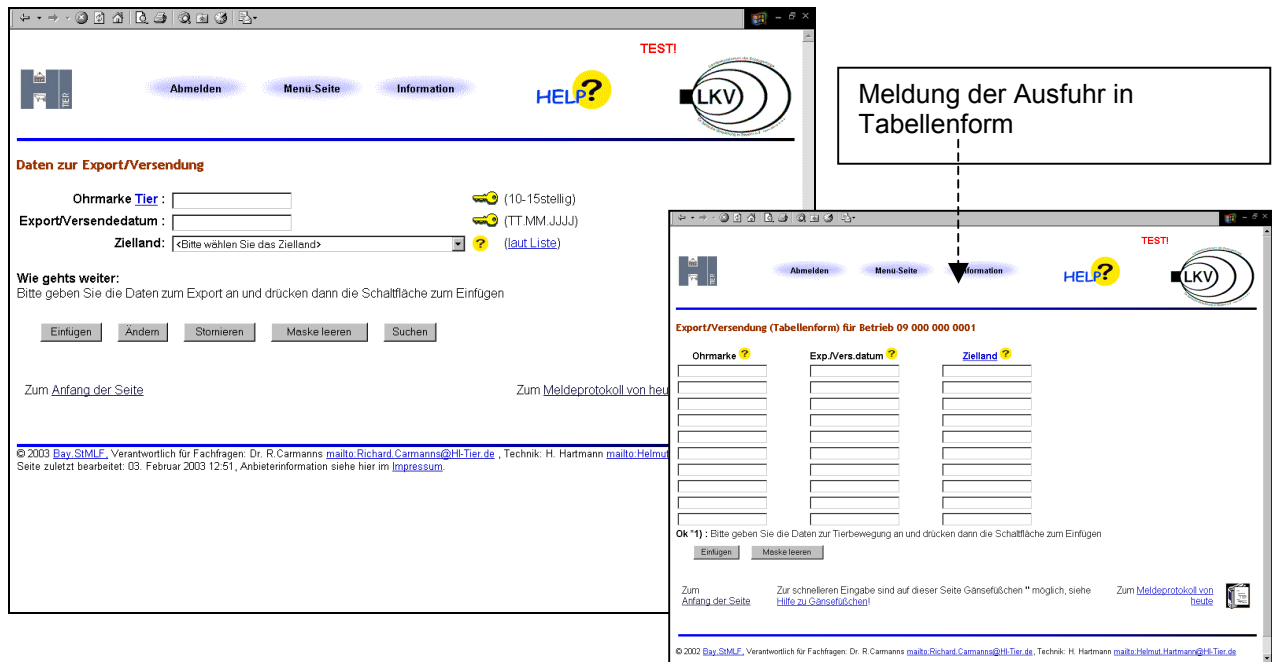 TEST!
TIER
Abmelden Menü-Seite Information HELP? LKV
Daten zur Export/Versendung
Ohrmarke Tier : (10-15stellig)
Export/Versendedatum : (TT.MM.JJJJ)
Zielland: <Bitte wählen Sie das Zielland> ? (laut Liste)
Wie gehts weiter:
Bitte geben Sie die Daten zum Export an und drücken dann die Schaltfläche zum Einfügen
Einfügen Ändern Stornieren Maske leeren Suchen
Zum Anfang der Seite Zum Meldeprotokoll von heu
© 2003 Bay.StMLF, Verantwortlich für Fachfragen: Dr. R.Carmanns mailto:Richard.Carmanns@HI-Tier.de , Technik: H. Hartmann mailto:Helmut
Seite zuletzt bearbeitet: 03. Februar 2003 12:51, Anbieterinformation siehe hier im Impressum.
Meldung der Ausfuhr in
Tabellenform
TEST!
TIER
Abmelden Menü-Seite Information HELP? LKV
Export/Versendung (Tabellenform) für Betrieb 09 000 000 0001
Ohrmarke ? Exp./Vers.datum ? Zielland ?
Ok *1) : Bitte geben Sie die Daten zur Tierbewegung an und drücken dann die Schaltfläche zum Einfügen
Einfügen Maske leeren
Zum Zur schnelleren Eingabe sind auf dieser Seite Gänsefüßchen " möglich, siehe Zum Meldeprotokoll von
Anfang der Seite Hilfe zu Gänsefüßchen! heute
© 2002 Bay.StMLF, Verantwortlich für Fachfragen: Dr. R.Carmanns mailto:Richard.Carmanns@HI-Tier.de, Technik: H. Hartmann mailto:Helmut.Hartmann@HI-Tier.de